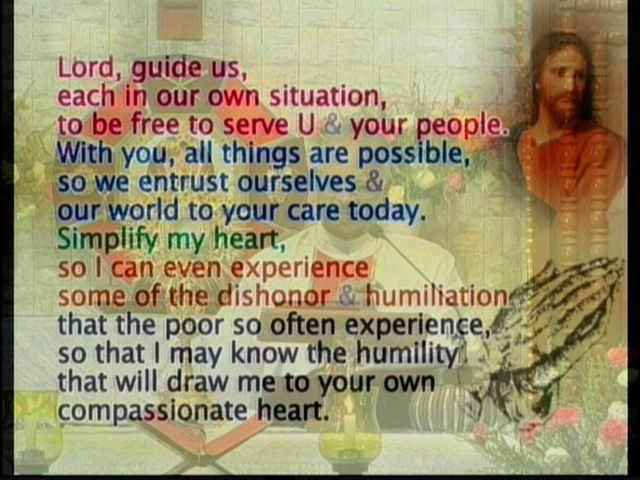 Lord, guide us,
each in our own situation,
to be free to serve U & your people.
With you, all things are possible,
so we entrust ourselves &
our world to your care today.
Simplify my heart,
so I can even experience
some of the dishonor & humiliation
that the poor so often experience,
so that I may know the humility
that will draw me to your own
compassionate heart.